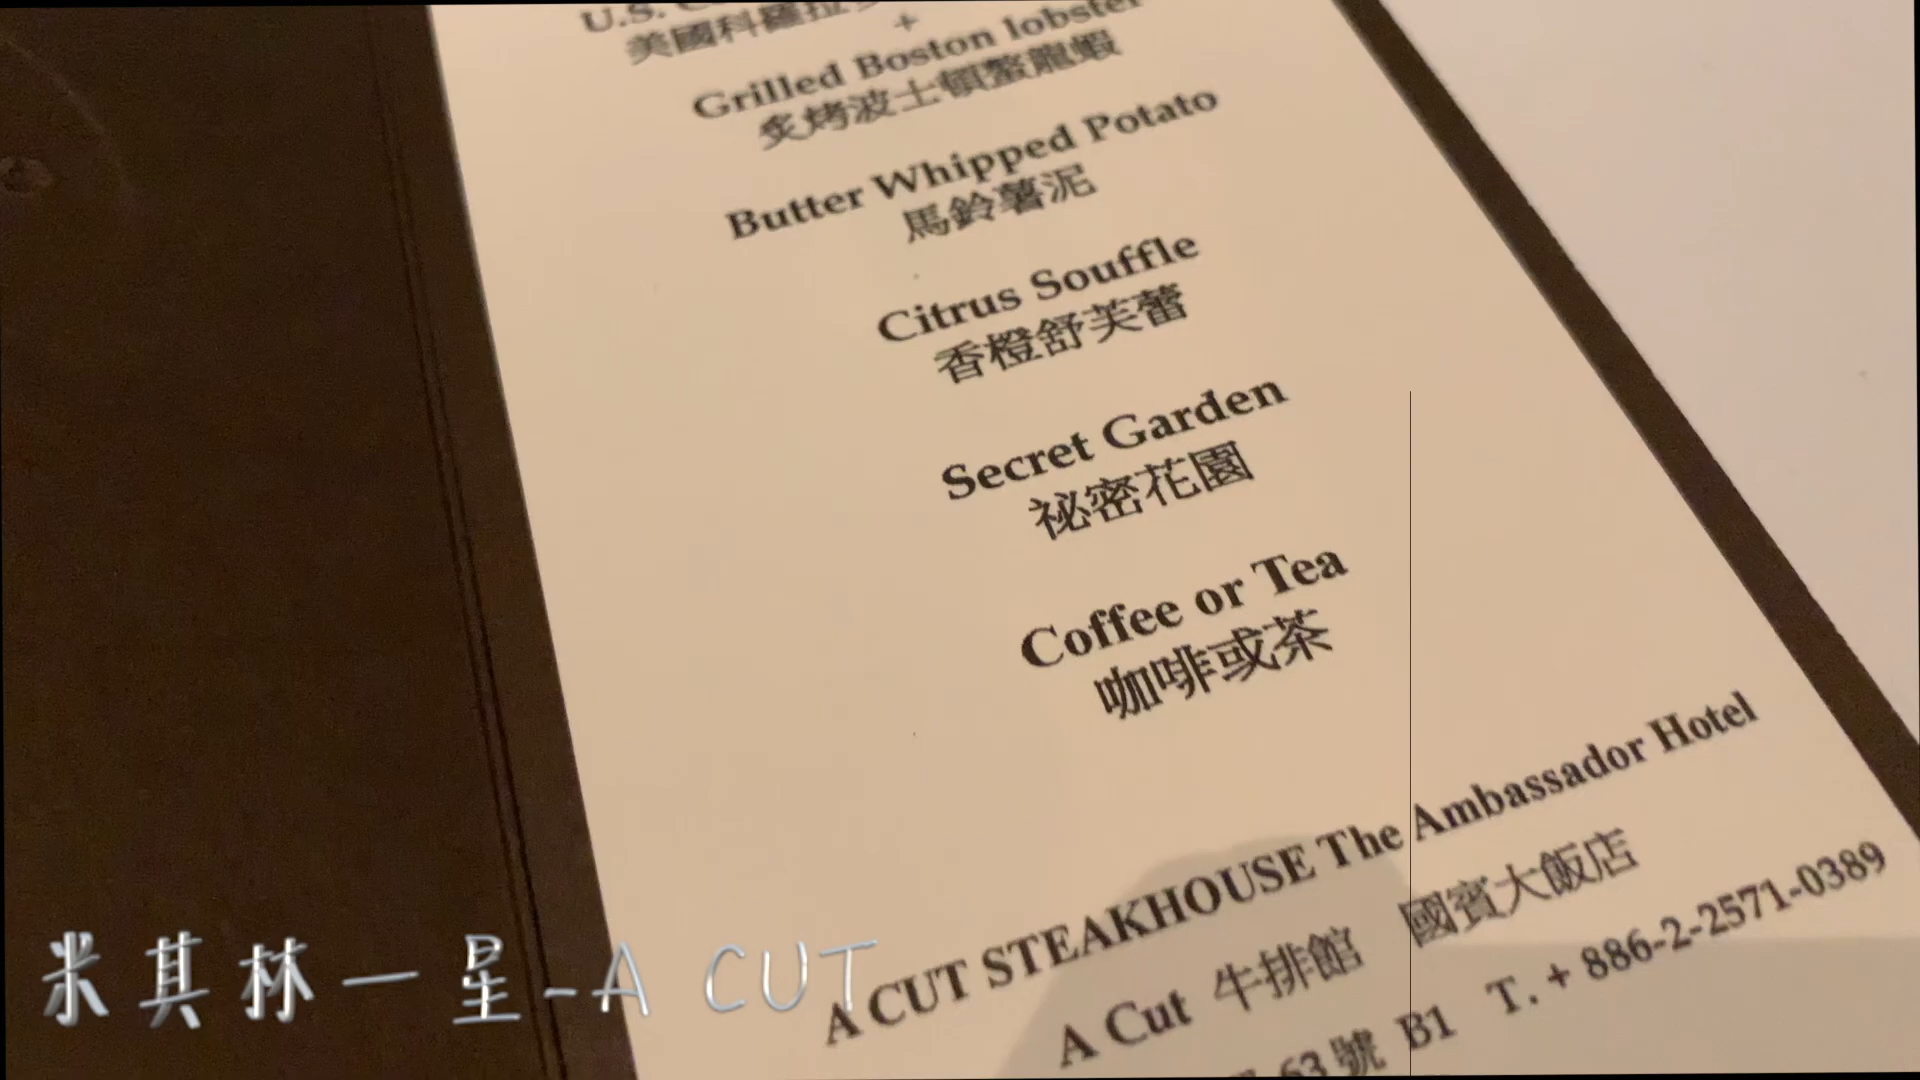 U.S.
美國科羅拉
+
Grilled Boston lobster
炙烤波士頓螯龍蝦
Butter Whipped Potato
馬鈴薯泥
Citrus Souffle
香橙舒芙蕾
Secret Garden
祕密花園
Coffee or Tea
咖啡或茶
A CUT STEAKHOUSE The Ambassador Hotel
A Cut 牛排館 國賓大飯店
63號 B1 T. + 886-2-2571-0389
米其林一星-A CUT